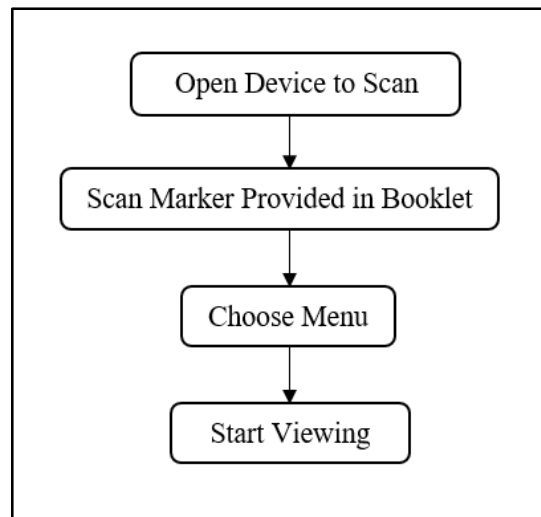 Open Device to Scan
Scan Marker Provided in Booklet
Choose Menu
Start Viewing